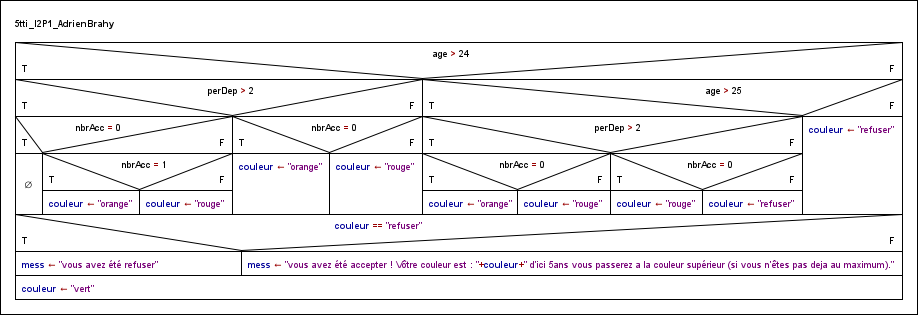 5tti_I2P1_AdrienBrahy
age > 24
T F
perDep > 2 age > 25
T F T F
nbrAcc = 0 nbrAcc = 0 perDep > 2 couleur ← "refuser"
T F T F T F
∅ nbrAcc = 1 couleur ← "orange" couleur ← "rouge" nbrAcc = 0 nbrAcc = 0
T F T F T F
couleur ← "orange" couleur ← "rouge" couleur ← "orange" couleur ← "rouge" couleur ← "rouge" couleur ← "refuser"
couleur == "refuser"
T F
mess ← "vous avez été refuser" mess ← "vous avez été accepter ! Vôtre couleur est : "+couleur+" d'ici 5ans vous passerez a la couleur supérieur (si vous n'êtes pas deja au maximum)."
couleur ← "vert"